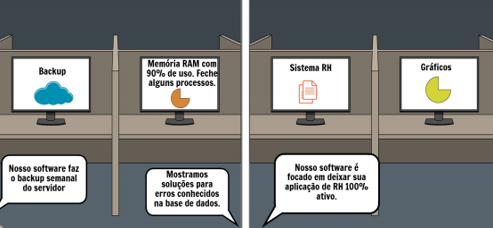 Backup
Memória RAM com
90% de uso. Feche
alguns processos.
Sistema RH
Gráficos
Nosso software faz
o backup semanal
do servidor
Mostramos
soluções para
erros conhecidos
na base de dados.
Nosso software é
focado em deixar sua
aplicação de RH 100%
ativo.